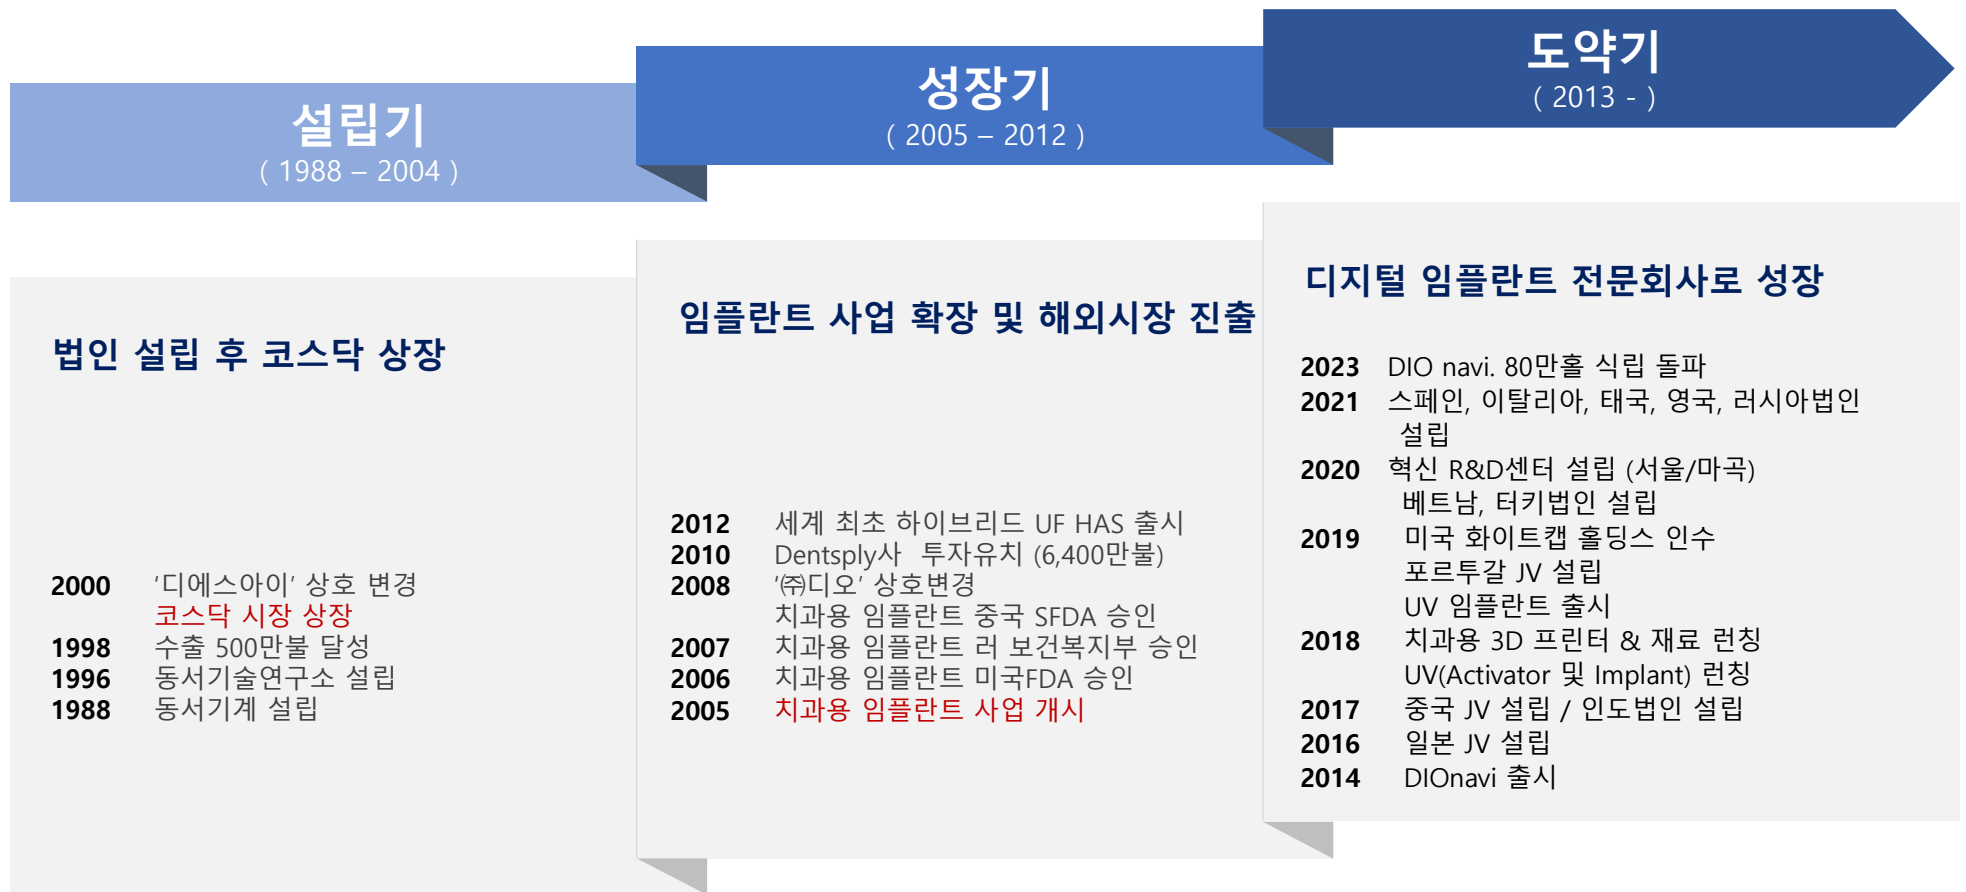 설립기
( 1988 – 2004 )
법인 설립 후 코스닥 상장
2000 '디에스아이’ 상호 변경
코스닥 시장 상장
1998 수출 500만불 달성
1996 동서기술연구소 설립
1988 동서기계 설립
성장기
( 2005 – 2012 )
임플란트 사업 확장 및 해외시장 진출
2012 세계 최초 하이브리드 UF HAS 출시
2010 Dentsply사 투자유치 (6,400만불)
2008 '㈜디오’ 상호변경
치과용 임플란트 중국 SFDA 승인
2007 치과용 임플란트 러 보건복지부 승인
2006 치과용 임플란트 미국FDA 승인
2005 치과용 임플란트 사업 개시
도약기
( 2013 - )
디지털 임플란트 전문회사로 성장
2023 DIO navi. 80만홀 식립 돌파
2021 스페인, 이탈리아, 태국, 영국, 러시아법인
설립
2020 혁신 R&D센터 설립 (서울/마곡)
베트남, 터키법인 설립
2019 미국 화이트캡 홀딩스 인수
포르투갈 JV 설립
UV 임플란트 출시
2018 치과용 3D 프린터 & 재료 런칭
UV(Activator 및 Implant) 런칭
2017 중국 JV 설립 / 인도법인 설립
2016 일본 JV 설립
2014 DIOnavi 출시